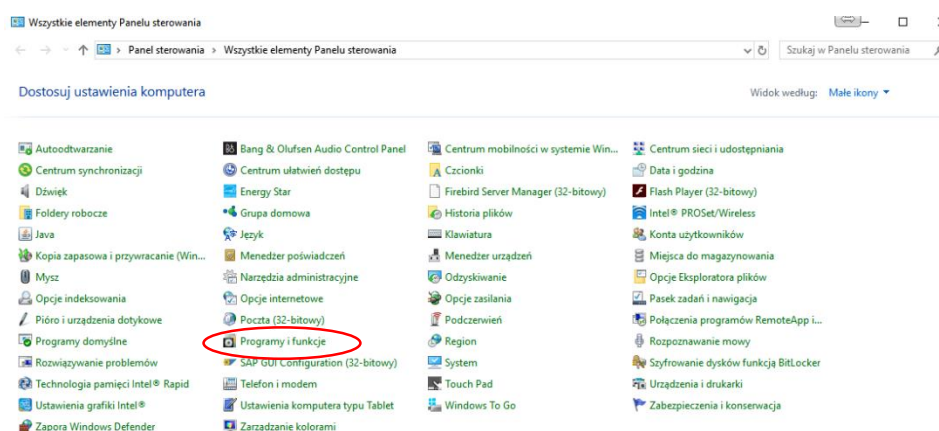 Wszystkie elementy Panelu sterowania
Panel sterowania > Wszystkie elementy Panelu sterowania
Szukaj w Panelu sterowania
Dostosuj ustawienia komputera
Widok według: Małe ikony
Autoodtwarzanie Bang & Olufsen Audio Control Panel Centrum mobilności w systemie Win... Centrum sieci i udostępniania
Centrum synchronizacji Centrum ułatwień dostępu Czcionki Data i godzina
Dźwięk Energy Star Firebird Server Manager (32-bitowy) Flash Player (32-bitowy)
Foldery robocze Grupa domowa Historia plików Intel® PROSet/Wireless
Java Język Klawiatura Konta użytkowników
Kopia zapasowa i przywracanie (Win... Menedżer poświadczeń Menedżer urządzeń Miejsca do magazynowania
Mysz Narzędzia administracyjne Odzyskiwanie Opcje Eksploratora plików
Opcje indeksowania Opcje internetowe Opcje zasilania Pasek zadań i nawigacja
Pióro i urządzenia dotykowe Poczta (32-bitowy) Podczerwień Połączenia programów RemoteApp i...
Programy domyślne Programy i funkcje Region Rozpoznawanie mowy
Rozwiązywanie problemów SAP GUI Configuration (32-bitowy) System Szyfrowanie dysków funkcją BitLocker
Technologia pamięci Intel® Rapid Telefon i modem Touch Pad Urządzenia i drukarki
Ustawienia grafiki Intel® Ustawienia komputera typu Tablet Windows To Go Zabezpieczenia i konserwacja
Zapora Windows Defender Zarządzanie kolorami